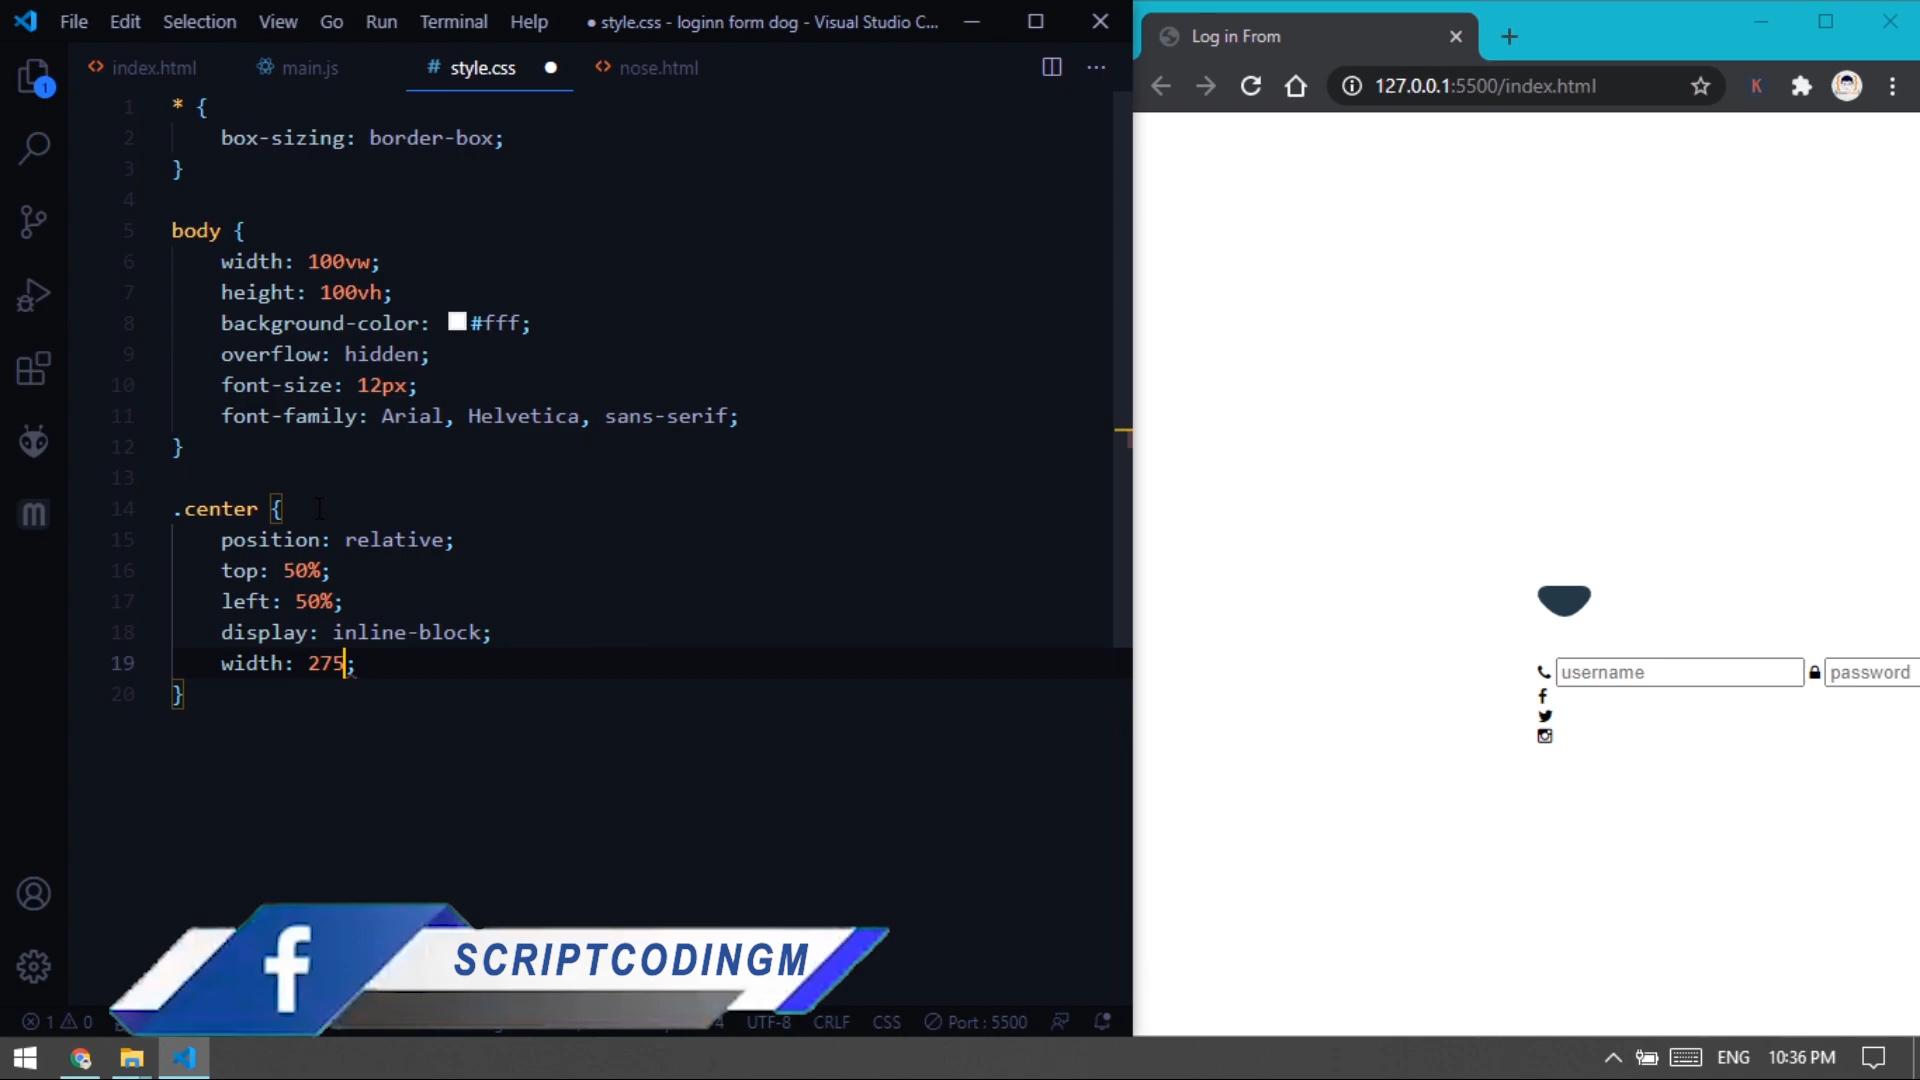 File Edit Selection View Go Run Terminal Help ● style.css - loginn form dog - Visual Studio C...
index.html main.js # style.css ● nose.html
1 * {
2 box-sizing: border-box;
3 }
4
5 body {
6 width: 100vw;
7 height: 100vh;
8 background-color: #fff;
9 overflow: hidden;
10 font-size: 12px;
11 font-family: Arial, Helvetica, sans-serif;
12 }
13
14 .center {
15 position: relative;
16 top: 50%;
17 left: 50%;
18 display: inline-block;
19 width: 275;
20 }
1
SCRIPTCODINGM
1 0 4 UTF-8 CRLF CSS Port : 5500
Log in From
127.0.0.1:5500/index.html
K
username password
ENG 10:36 PM